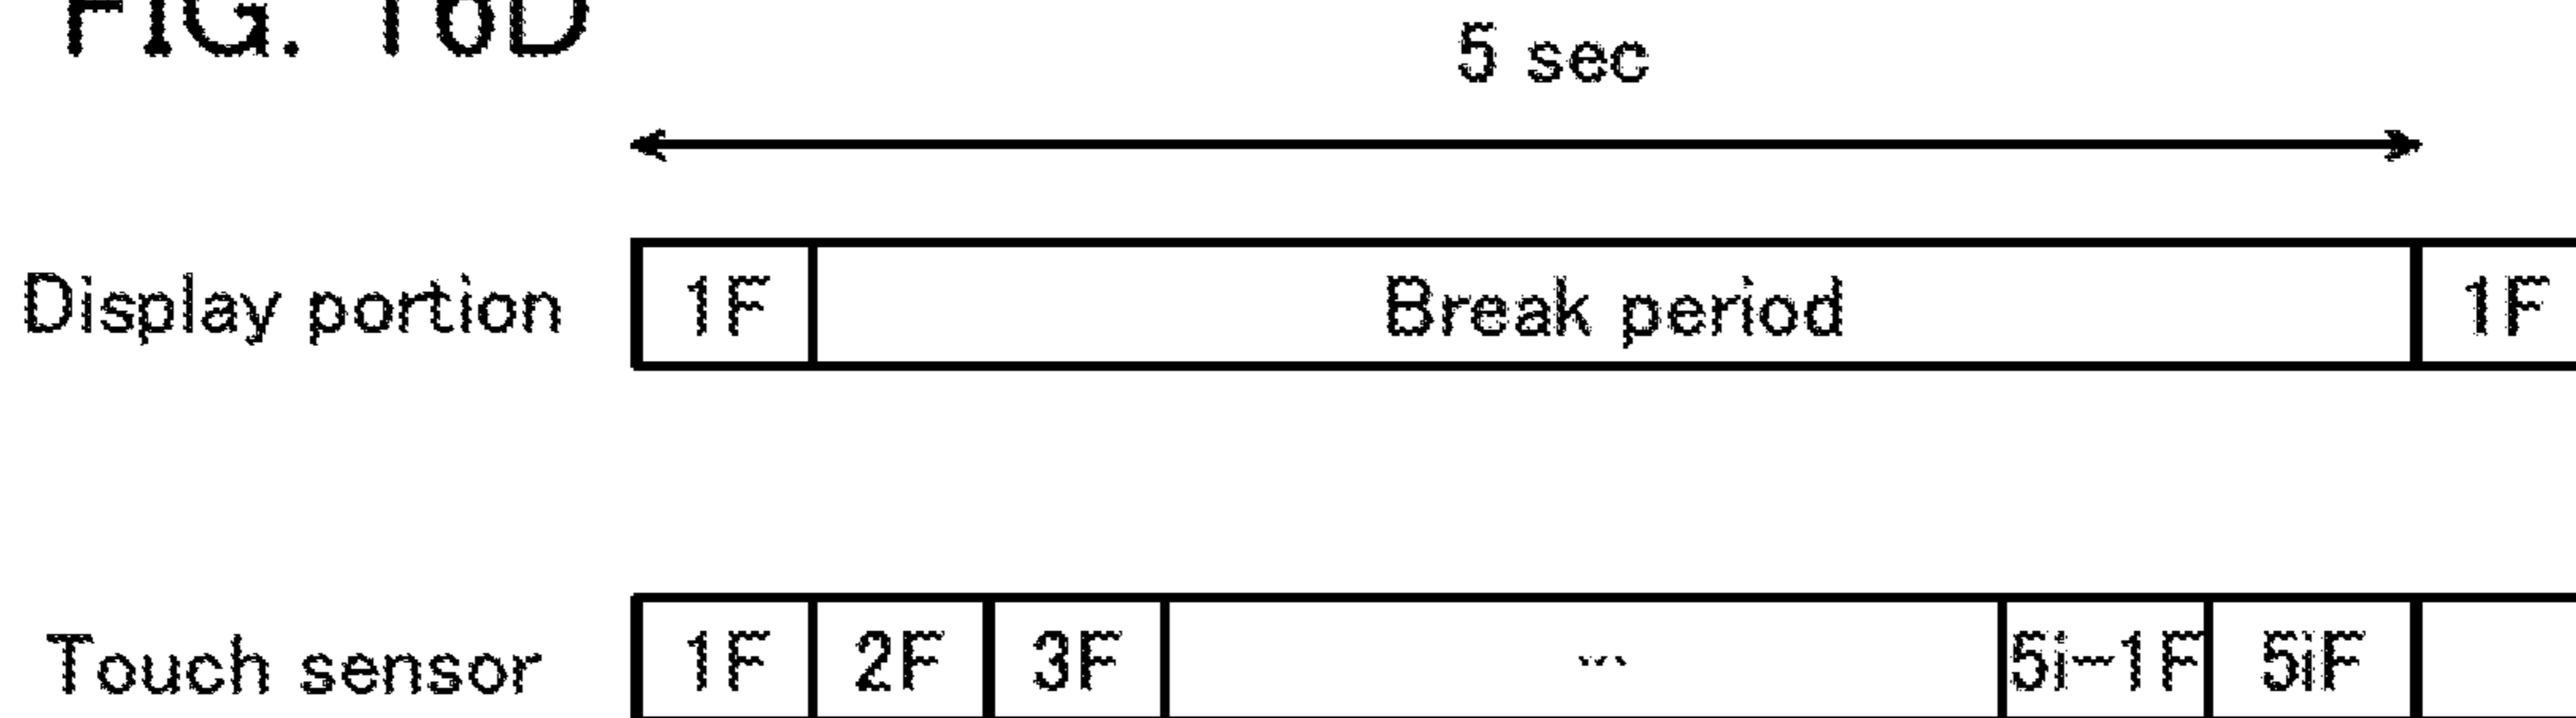 FIG. 16D
5 sec
Display portion 1F Break period 1F
Touch sensor 1F 2F 3F ... 5i-1F 5iF